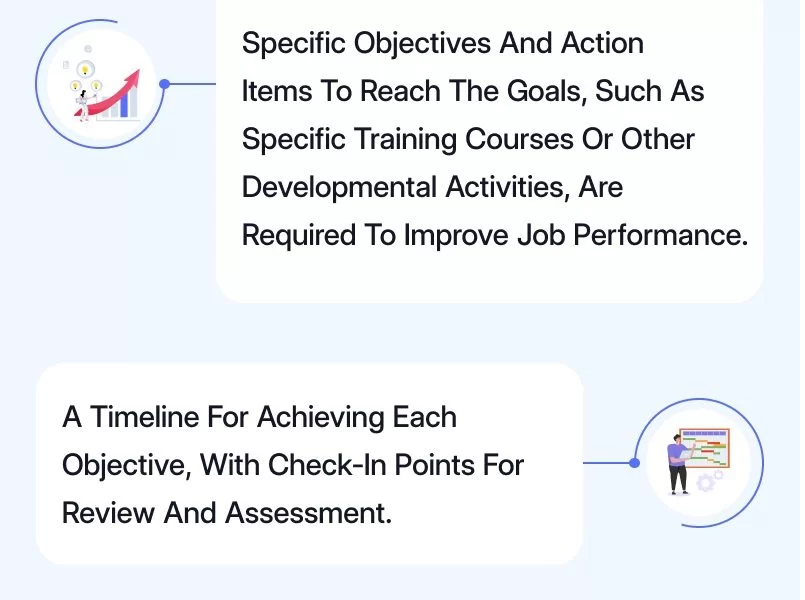 Specific Objectives And Action
Items To Reach The Goals, Such As
Specific Training Courses Or Other
Developmental Activities, Are
Required To Improve Job Performance.
A Timeline For Achieving Each
Objective, With Check-In Points For
Review And Assessment.